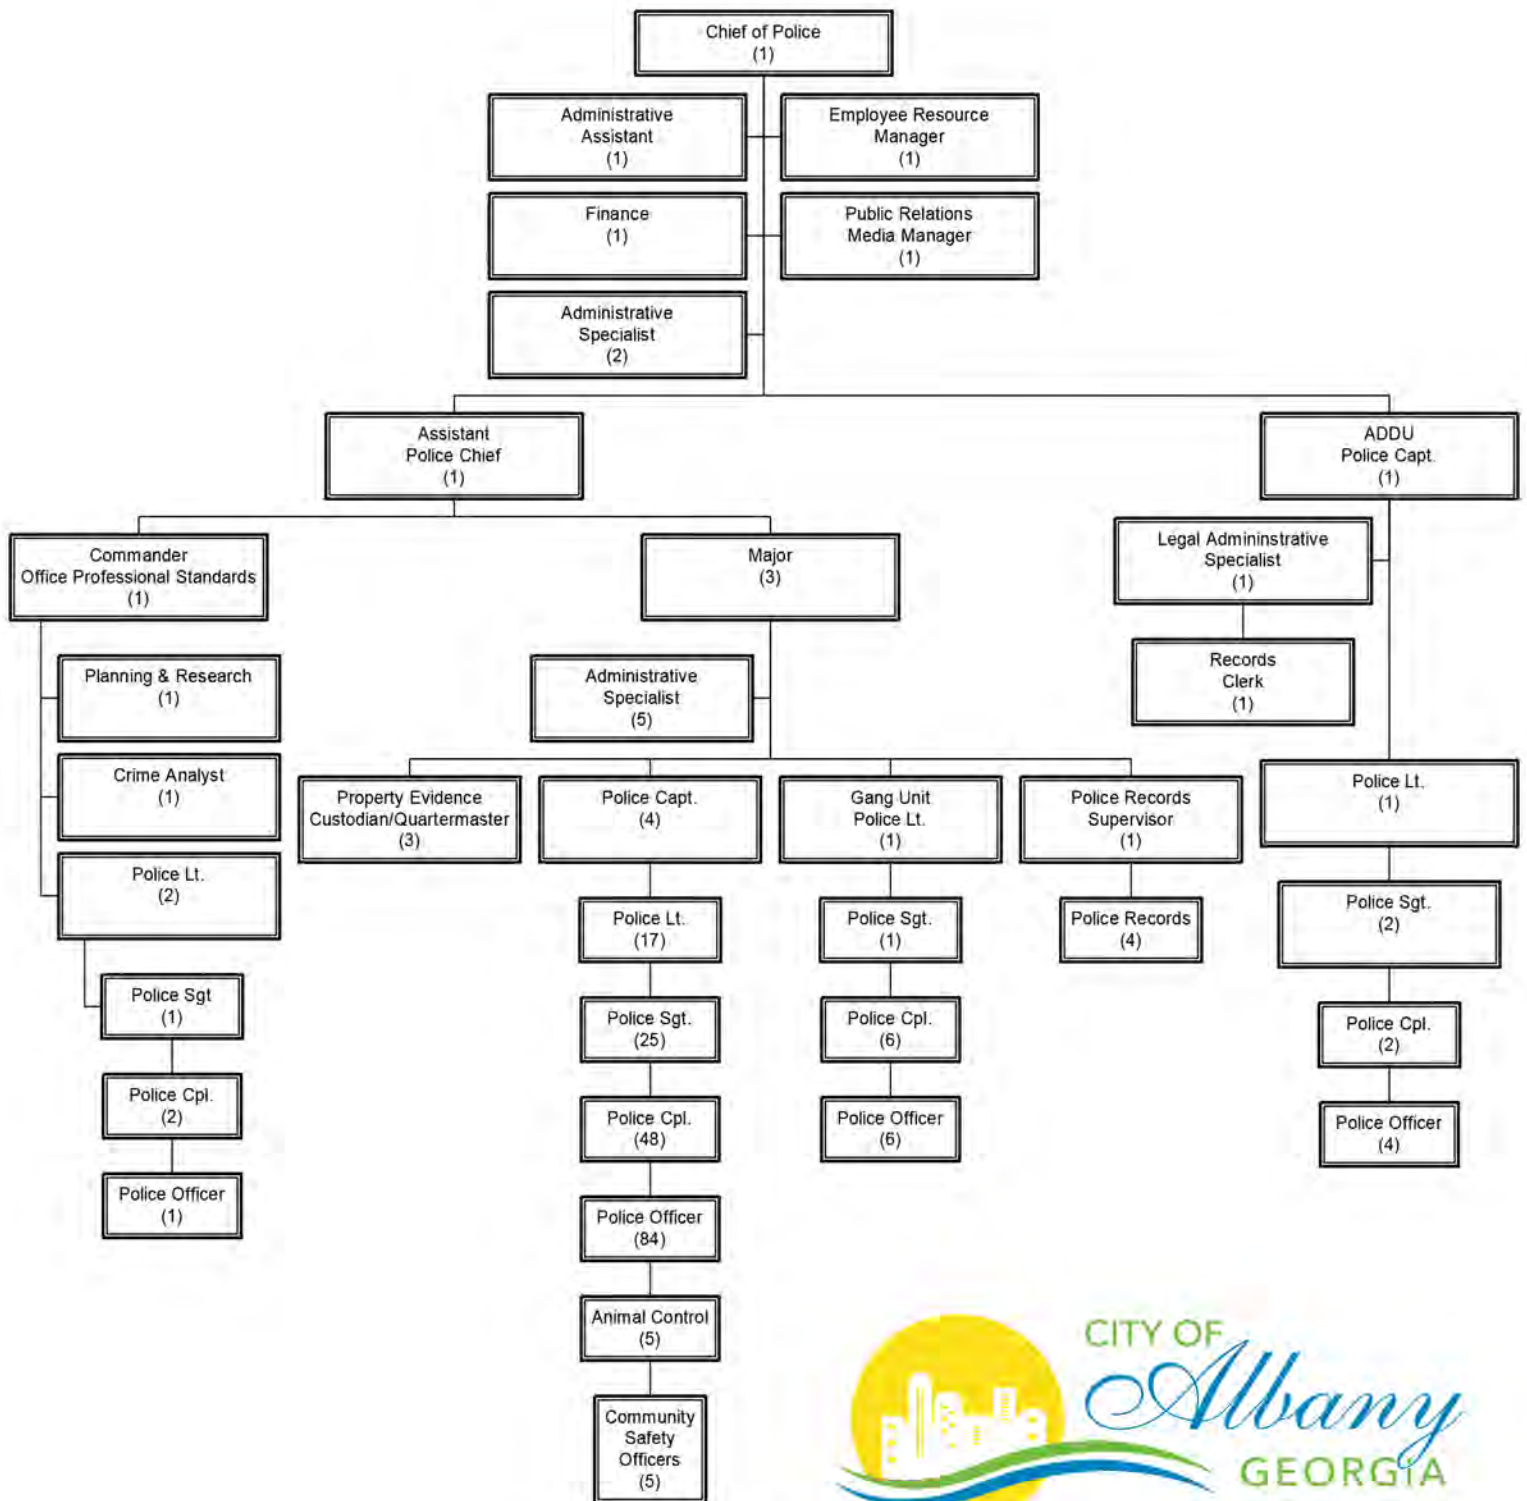 Chief of Police
(1)
Administrative
Assistant
(1)
Employee Resource
Manager
(1)
Finance
(1)
Public Relations
Media Manager
(1)
Administrative
Specialist
(2)
Assistant
Police Chief
(1)
ADDU
Police Capt.
(1)
Commander
Office Professional Standards
(1)
Major
(3)
Legal Admininstrative
Specialist
(1)
Records
Clerk
(1)
Planning & Research
(1)
Administrative
Specialist
(5)
Crime Analyst
(1)
Property Evidence
Custodian/Quartermaster
(3)
Police Capt.
(4)
Gang Unit
Police Lt.
(1)
Police Records
Supervisor
(1)
Police Lt.
(1)
Police Lt.
(2)
Police Lt.
(17)
Police Sgt.
(1)
Police Records
(4)
Police Sgt.
(2)
Police Sgt
(1)
Police Sgt.
(25)
Police Cpl.
(6)
Police Cpl.
(2)
Police Cpl.
(2)
Police Cpl.
(48)
Police Officer
(6)
Police Officer
(4)
Police Officer
(1)
Police Officer
(84)
Animal Control
(5)
Community
Safety
Officers
(5)
CITY OF
Albany
GEORGIA